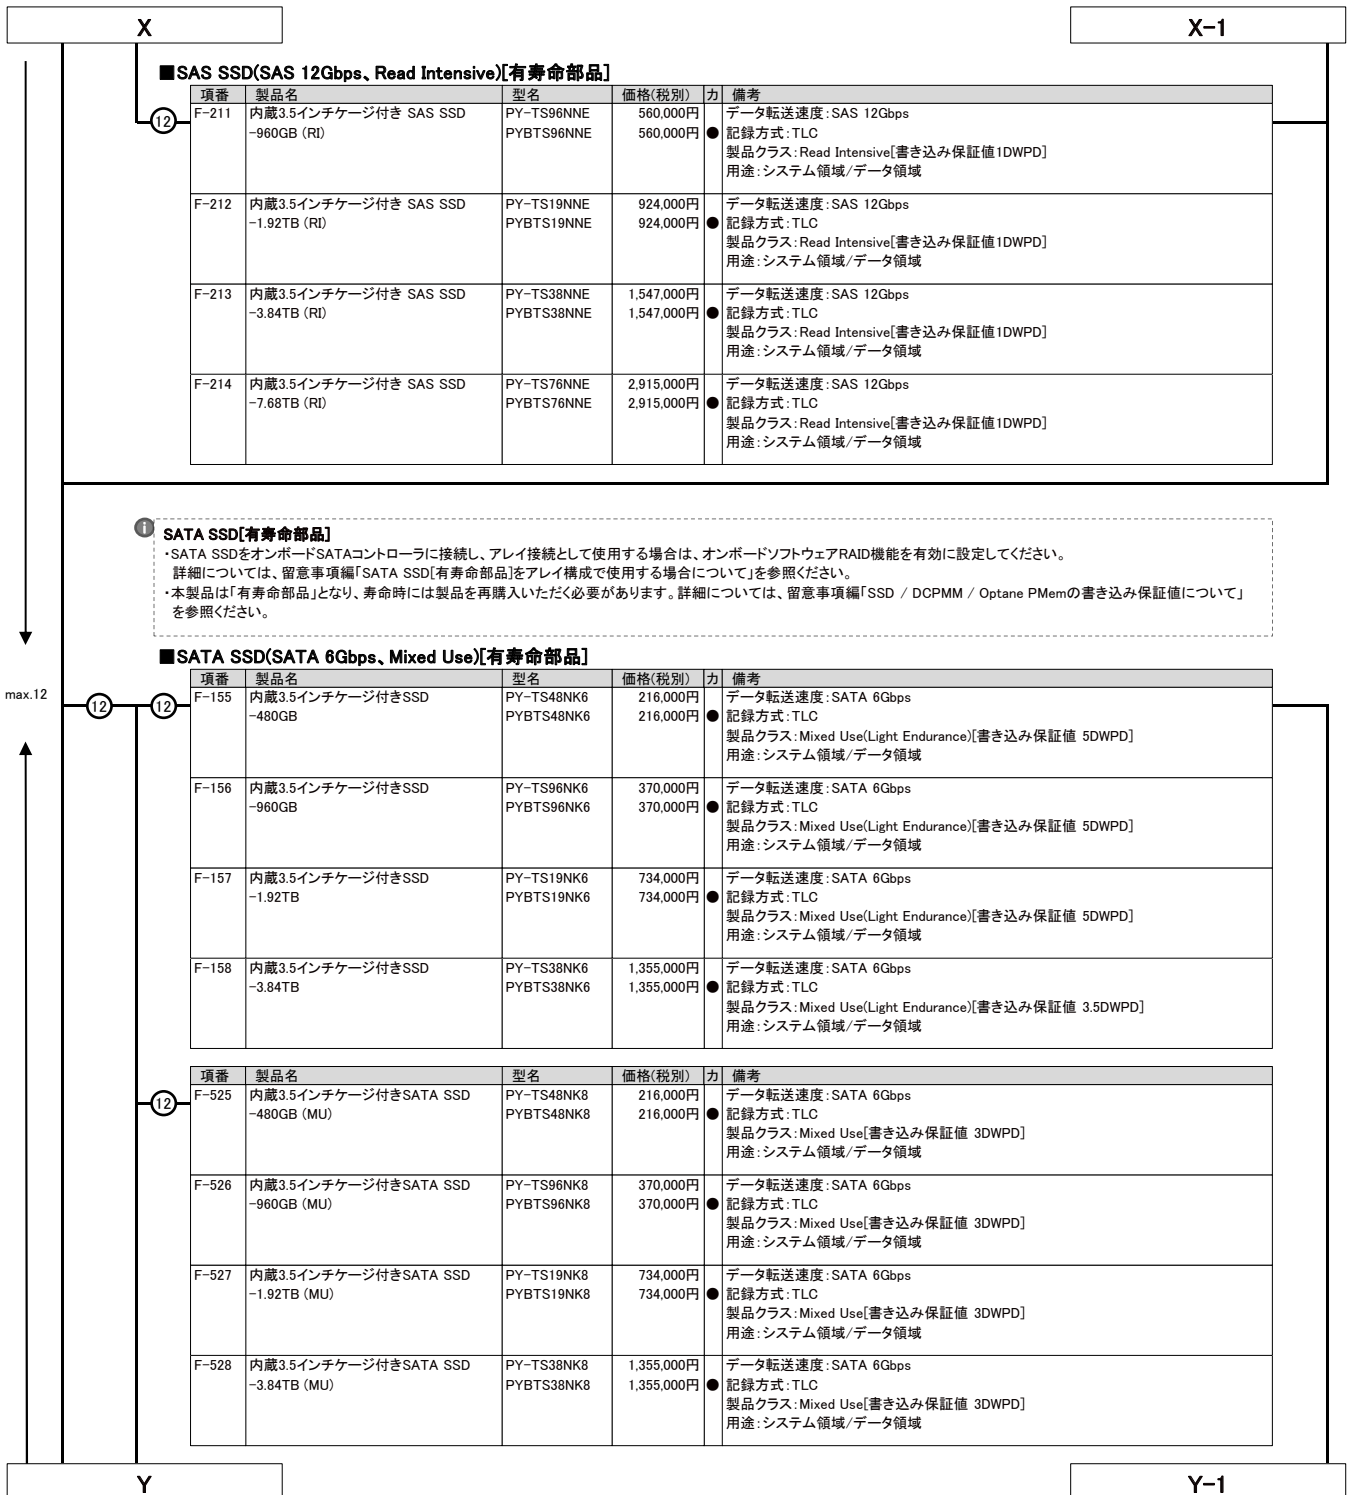 X
X-1
■SAS SSD(SAS 12Gbps、Read Intensive)[有寿命部品]
項番 製品名 型名 価格(税別) カ 備考
⑫
F-211 内蔵3.5インチケージ付き SAS SSD PY-TS96NNE 560,000円 データ転送速度:SAS 12Gbps
-960GB (RI) PYBTS96NNE 560,000円 ● 記録方式:TLC
製品クラス:Read Intensive[書き込み保証値1DWPD]
用途:システム領域/データ領域
F-212 内蔵3.5インチケージ付き SAS SSD PY-TS19NNE 924,000円 データ転送速度:SAS 12Gbps
-1.92TB (RI) PYBTS19NNE 924,000円 ● 記録方式:TLC
製品クラス:Read Intensive[書き込み保証値1DWPD]
用途:システム領域/データ領域
F-213 内蔵3.5インチケージ付き SAS SSD PY-TS38NNE 1,547,000円 データ転送速度:SAS 12Gbps
-3.84TB (RI) PYBTS38NNE 1,547,000円 ● 記録方式:TLC
製品クラス:Read Intensive[書き込み保証値1DWPD]
用途:システム領域/データ領域
F-214 内蔵3.5インチケージ付き SAS SSD PY-TS76NNE 2,915,000円 データ転送速度:SAS 12Gbps
-7.68TB (RI) PYBTS76NNE 2,915,000円 ● 記録方式:TLC
製品クラス:Read Intensive[書き込み保証値1DWPD]
用途:システム領域/データ領域
i
SATA SSD[有寿命部品]
・SATA SSDをオンボードSATAコントローラに接続し、アレイ接続として使用する場合は、オンボードソフトウェアRAID機能を有効に設定してください。
詳細については、留意事項編「SATA SSD[有寿命部品]をアレイ構成で使用する場合について」を参照ください。
・本製品は「有寿命部品」となり、寿命時には製品を再購入いただく必要があります。詳細については、留意事項編「SSD / DCPMM / Optane PMemの書き込み保証値について」
を参照ください。
■SATA SSD(SATA 6Gbps、Mixed Use)[有寿命部品]
項番 製品名 型名 価格(税別) カ 備考
max.12
⑫ ⑫
F-155 内蔵3.5インチケージ付きSSD PY-TS48NK6 216,000円 データ転送速度:SATA 6Gbps
-480GB PYBTS48NK6 216,000円 ● 記録方式:TLC
製品クラス:Mixed Use(Light Endurance)[書き込み保証値 5DWPD]
用途:システム領域/データ領域
F-156 内蔵3.5インチケージ付きSSD PY-TS96NK6 370,000円 データ転送速度:SATA 6Gbps
-960GB PYBTS96NK6 370,000円 ● 記録方式:TLC
製品クラス:Mixed Use(Light Endurance)[書き込み保証値 5DWPD]
用途:システム領域/データ領域
F-157 内蔵3.5インチケージ付きSSD PY-TS19NK6 734,000円 データ転送速度:SATA 6Gbps
-1.92TB PYBTS19NK6 734,000円 ● 記録方式:TLC
製品クラス:Mixed Use(Light Endurance)[書き込み保証値 5DWPD]
用途:システム領域/データ領域
F-158 内蔵3.5インチケージ付きSSD PY-TS38NK6 1,355,000円 データ転送速度:SATA 6Gbps
-3.84TB PYBTS38NK6 1,355,000円 ● 記録方式:TLC
製品クラス:Mixed Use(Light Endurance)[書き込み保証値 3.5DWPD]
用途:システム領域/データ領域
項番 製品名 型名 価格(税別) カ 備考
⑫
F-525 内蔵3.5インチケージ付きSATA SSD PY-TS48NK8 216,000円 データ転送速度:SATA 6Gbps
-480GB (MU) PYBTS48NK8 216,000円 ● 記録方式:TLC
製品クラス:Mixed Use[書き込み保証値 3DWPD]
用途:システム領域/データ領域
F-526 内蔵3.5インチケージ付きSATA SSD PY-TS96NK8 370,000円 データ転送速度:SATA 6Gbps
-960GB (MU) PYBTS96NK8 370,000円 ● 記録方式:TLC
製品クラス:Mixed Use[書き込み保証値 3DWPD]
用途:システム領域/データ領域
F-527 内蔵3.5インチケージ付きSATA SSD PY-TS19NK8 734,000円 データ転送速度:SATA 6Gbps
-1.92TB (MU) PYBTS19NK8 734,000円 ● 記録方式:TLC
製品クラス:Mixed Use[書き込み保証値 3DWPD]
用途:システム領域/データ領域
F-528 内蔵3.5インチケージ付きSATA SSD PY-TS38NK8 1,355,000円 データ転送速度:SATA 6Gbps
-3.84TB (MU) PYBTS38NK8 1,355,000円 ● 記録方式:TLC
製品クラス:Mixed Use[書き込み保証値 3DWPD]
用途:システム領域/データ領域
Y
Y-1